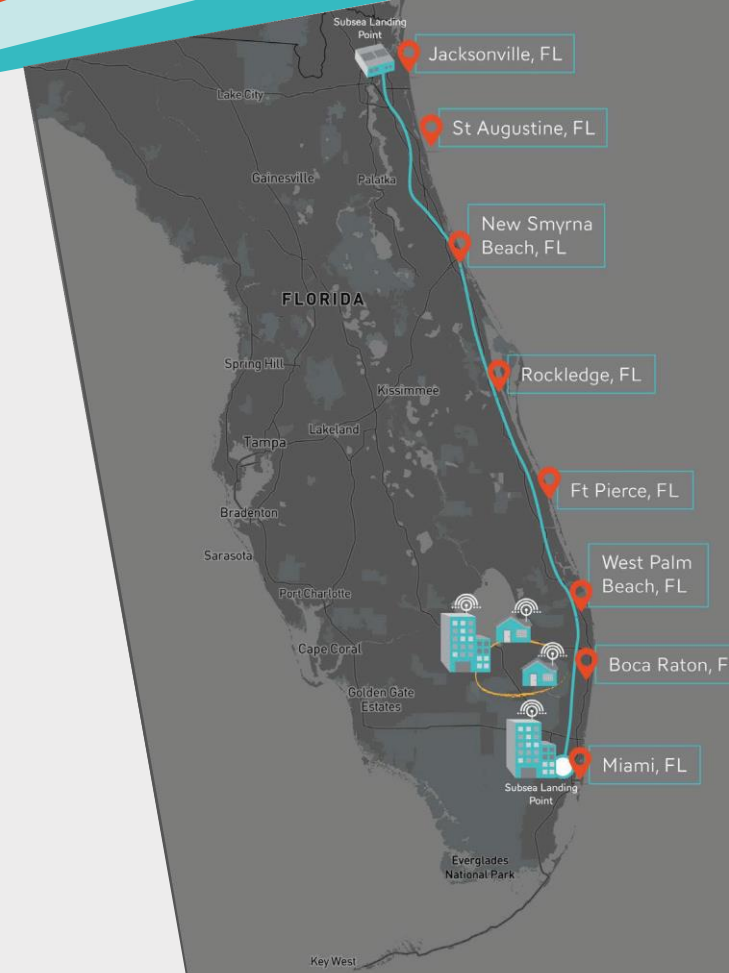 Subsea Landing
Point
Jacksonville, FL
Lake City
St Augustine, FL
Gainesville
Palatka
New Smyrna
Beach, FL
FLORIDA
Spring Hill
Rockledge, FL
Kissimmee
Lakeland
Tampa
Ft Pierce, FL
Bradenton
Sarasota
West Palm
Beach, FL
Port Charlotte
Cape Coral
Boca Raton, F
Golden Gate
Estates
Miami, FL
Subsea Landing
Point
Everglades
National Park
Key West